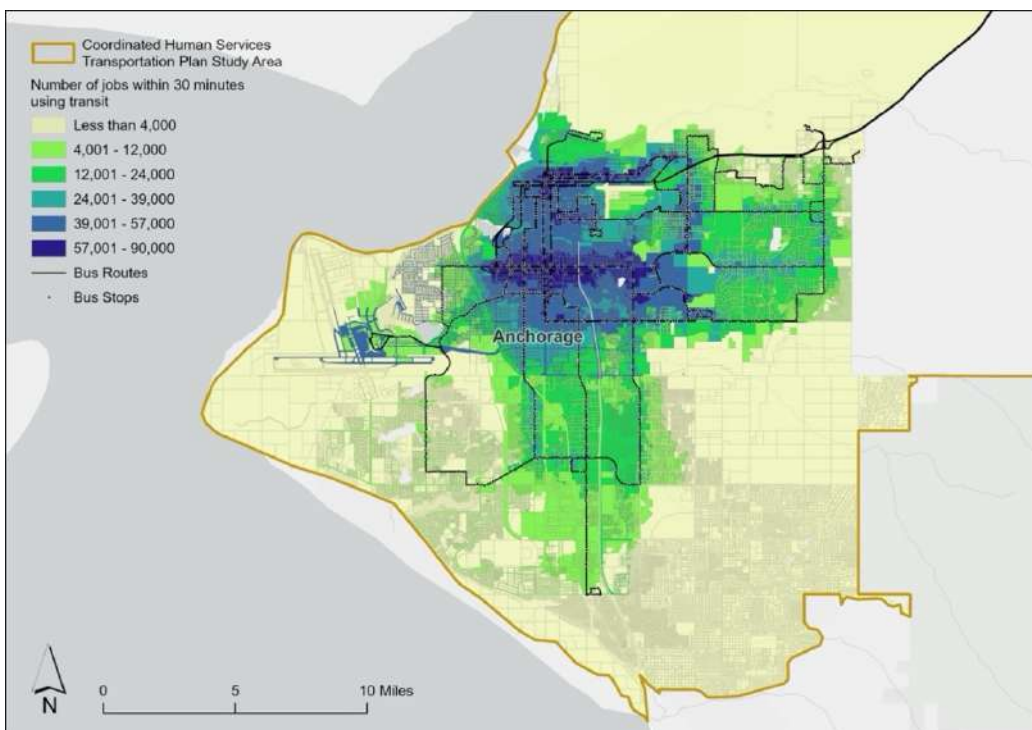 Coordinated Human Services
Transportation Plan Study Area
Number of jobs within 30 minutes
using transit
Less than 4,000
4,001 - 12,000
12,001 - 24,000
24,001 - 39,000
39,001 - 57,000
57,001 - 90,000
Bus Routes
Bus Stops
Anchorage
N
0
5
10 Miles